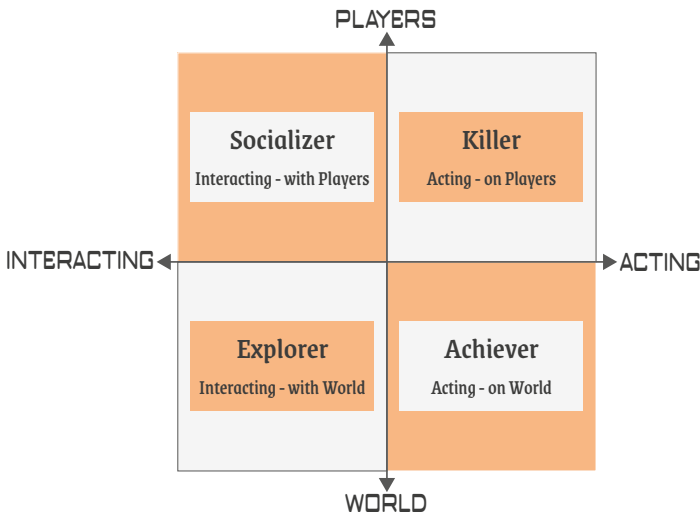 PLAYERS
Socializer
Interacting - with Players
Killer
Acting - on Players
INTERACTING
ACTING
Explorer
Interacting - with World
Achiever
Acting - on World
WORLD